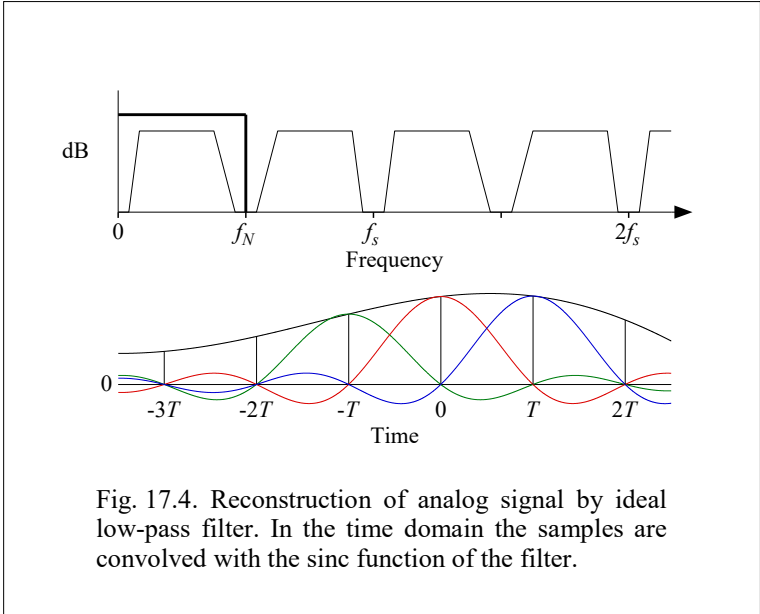 dB
0 f_N f_s 2f_s
Frequency
0
-3T -2T -T 0 T 2T
Time
Fig. 17.4. Reconstruction of analog signal by ideal
low-pass filter. In the time domain the samples are
convolved with the sinc function of the filter.